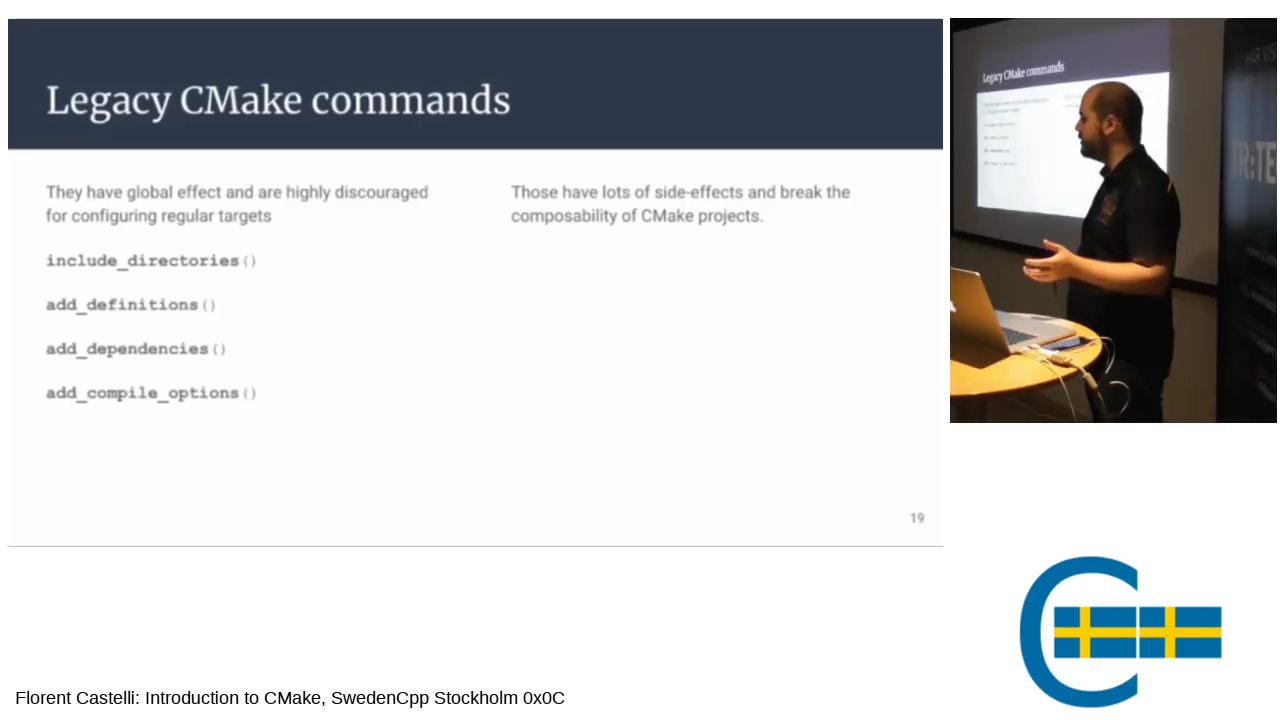 Legacy CMake commands
They have global effect and are highly discouraged
for configuring regular targets
include_directories()
add_definitions()
add_dependencies()
add_compile_options()
Those have lots of side-effects and break the
composability of CMake projects.
19
Legacy CMake commands
HAR VIS
C
Florent Castelli: Introduction to CMake, SwedenCpp Stockholm 0x0C